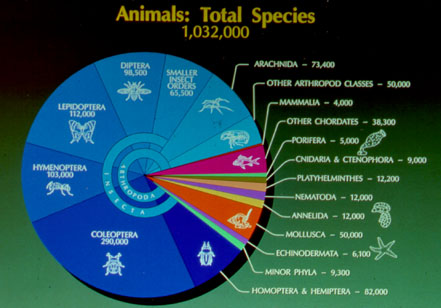 Animals: Total Species
1,032,000
DIPTERA
98,500
SMALLER
INSECT
ORDERS
65,500
LEPIDOPTERA
112,000
HYMENOPTERA
103,000
COLEOPTERA
290,000
ARTHROPODA
INSECTA
ARACHNIDA – 73,400
OTHER ARTHROPOD CLASSES – 50,000
MAMMALIA – 4,000
OTHER CHORDATES – 38,300
PORIFERA – 5,000
CNIDARIA & CTENOPHORA – 9,000
PLATYHELMINTHES – 12,200
NEMATODA – 12,000
ANNELIDA – 12,000
MOLLUSCA – 50,000
ECHINODERMATA – 6,100
MINOR PHYLA – 9,300
HOMOPTERA & HEMIPTERA – 82,000